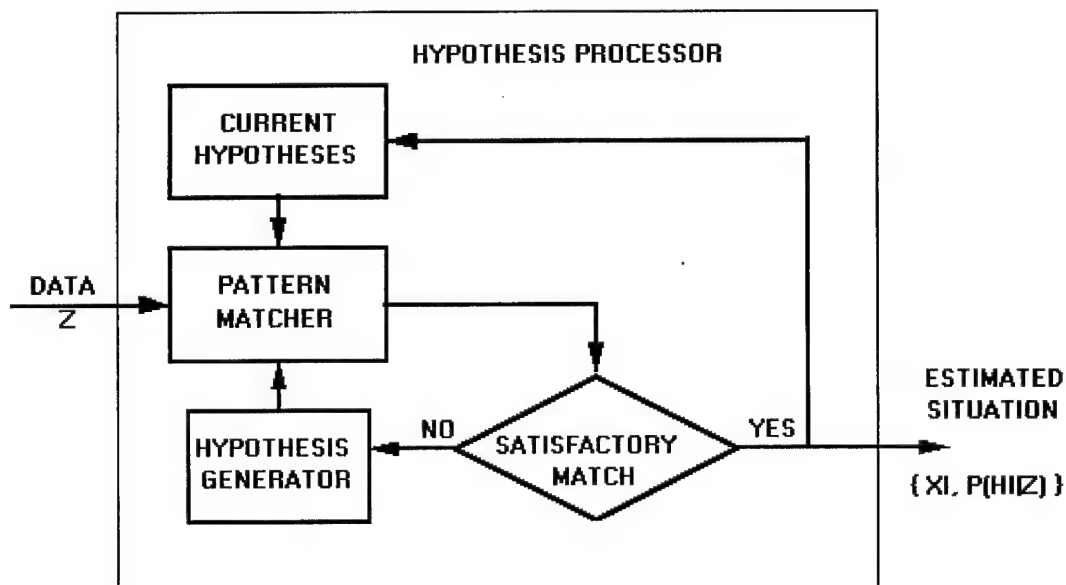 HYPOTHESIS PROCESSOR
CURRENT
HYPOTHESES
DATA
Z
PATTERN
MATCHER
ESTIMATED
SITUATION
NO
YES
HYPOTHESIS
GENERATOR
SATISFACTORY
MATCH
{ XI, P(HI|Z) }